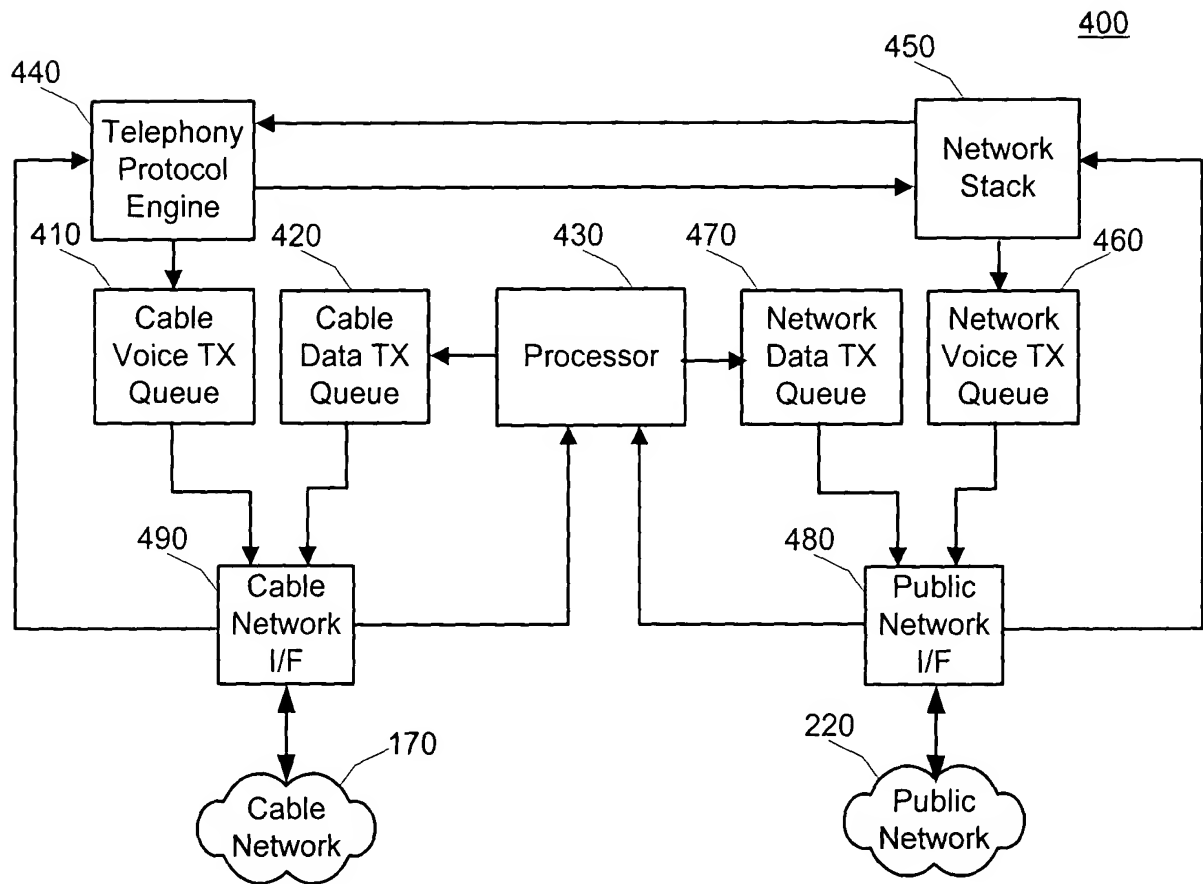 400
440
450
Telephony
Protocol
Engine
Network
Stack
410
420
430
470
460
Cable
Voice TX
Queue
Cable
Data TX
Queue
Processor
Network
Data TX
Queue
Network
Voice TX
Queue
490
Cable
Network
I/F
480
Public
Network
I/F
170
Cable
Network
220
Public
Network